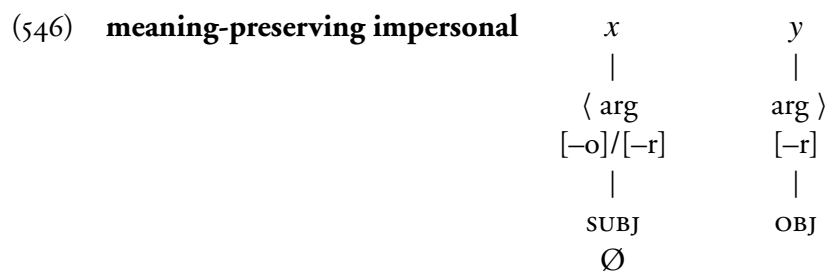 (546) meaning-preserving impersonal x y
| |
⟨ arg arg ⟩
[–o]/[–r] [–r]
| |
SUBJ OBJ
Ø